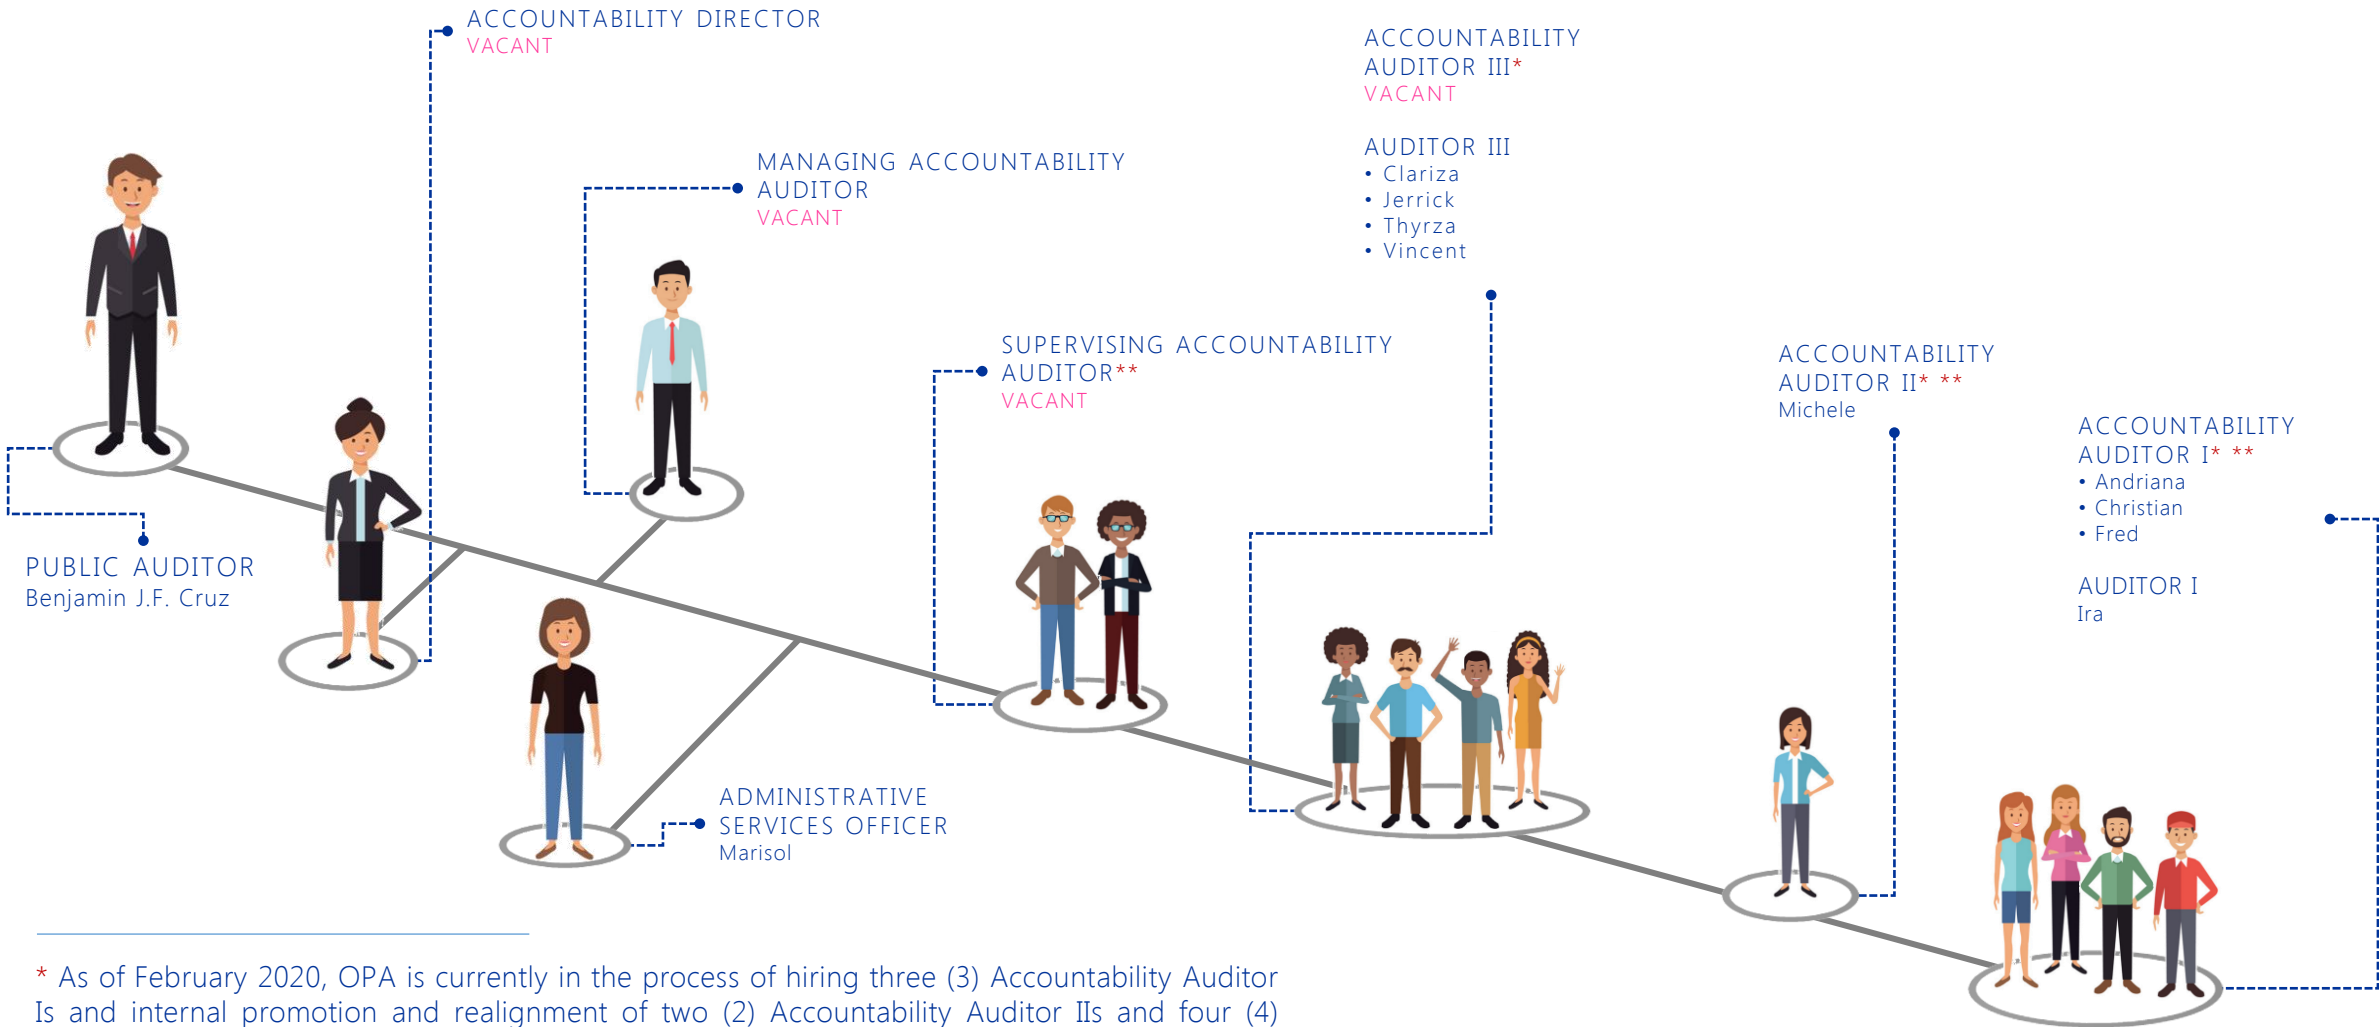 ACCOUNTABILITY DIRECTOR
VACANT
ACCOUNTABILITY
AUDITOR III*
VACANT
AUDITOR III
• Clariza
• Jerrick
• Thyrza
• Vincent
MANAGING ACCOUNTABILITY
AUDITOR
VACANT
SUPERVISING ACCOUNTABILITY
AUDITOR**
VACANT
ACCOUNTABILITY
AUDITOR II* **
Michele
ACCOUNTABILITY
AUDITOR I* **
• Andriana
• Christian
• Fred
AUDITOR I
Ira
PUBLIC AUDITOR
Benjamin J.F. Cruz
ADMINISTRATIVE
SERVICES OFFICER
Marisol
* As of February 2020, OPA is currently in the process of hiring three (3) Accountability Auditor
Is and internal promotion and realignment of two (2) Accountability Auditor IIs and four (4)